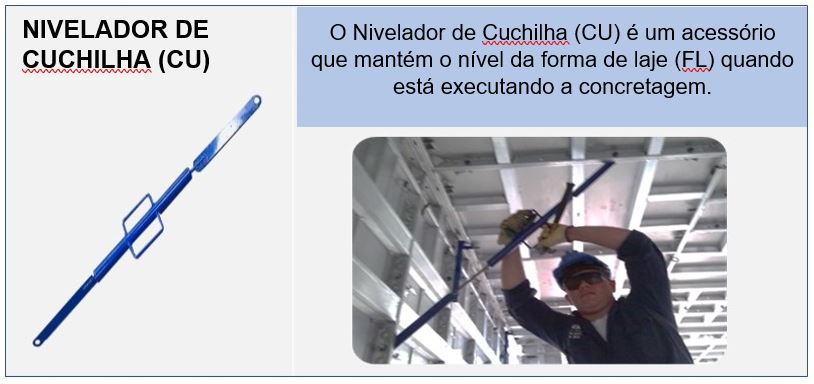 NIVELADOR DE
CUCHILHA (CU)
O Nivelador de Cuchilha (CU) é um acessório
que mantém o nível da forma de laje (FL) quando
está executando a concretagem.